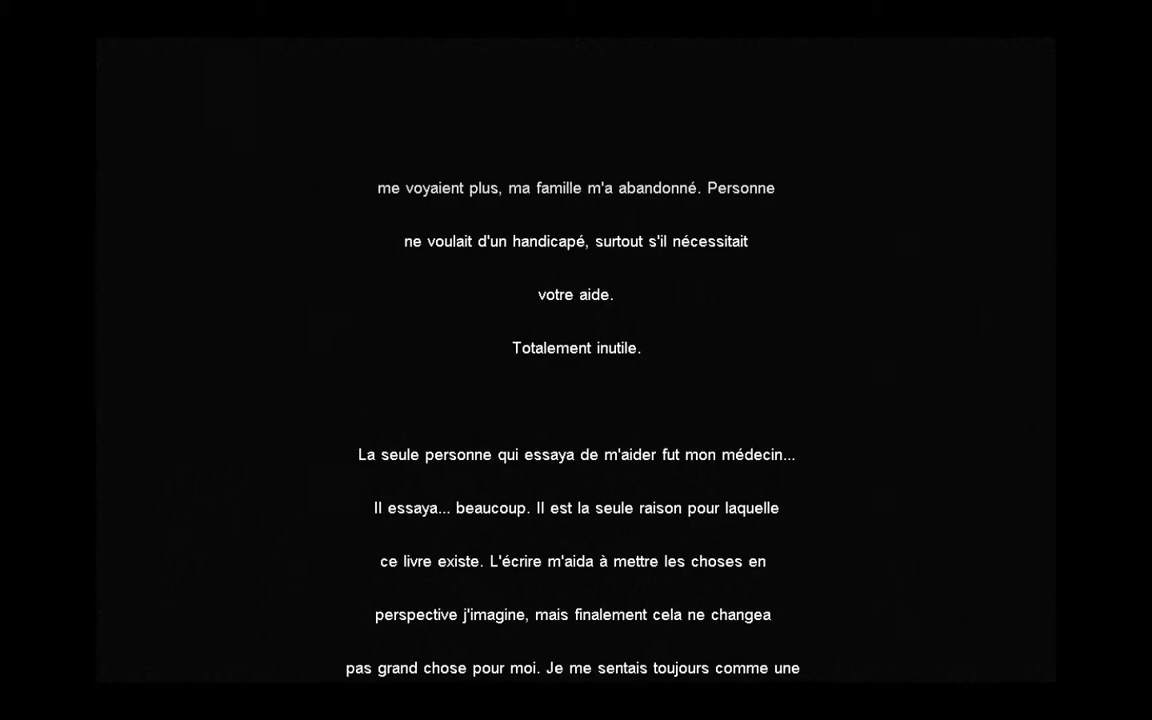 me voyaient plus, ma famille m'a abandonné. Personne
ne voulait d'un handicapé, surtout s'il nécessitait
votre aide.
Totalement inutile.
La seule personne qui essaya de m'aider fut mon médecin...
Il essaya... beaucoup. Il est la seule raison pour laquelle
ce livre existe. L'écrire m'aida à mettre les choses en
perspective j'imagine, mais finalement cela ne changea
pas grand chose pour moi. Je me sentais toujours comme une